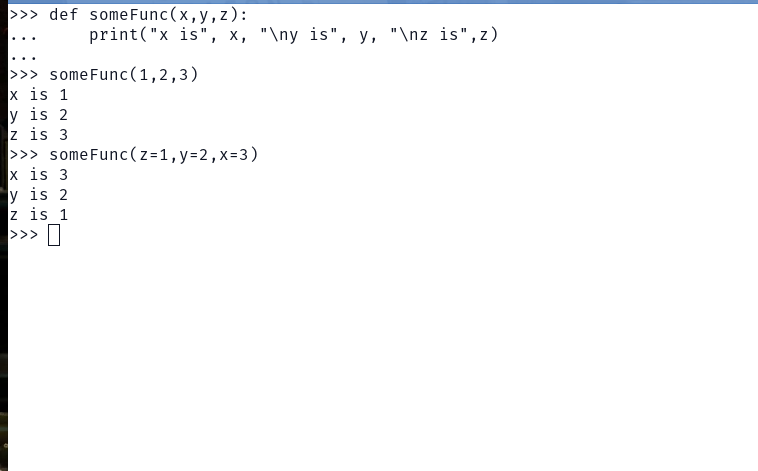 >>> def someFunc(x,y,z):
...     print("x is", x, "\ny is", y, "\nz is",z)
...
>>> someFunc(1,2,3)
x is 1
y is 2
z is 3
>>> someFunc(z=1,y=2,x=3)
x is 3
y is 2
z is 1
>>>